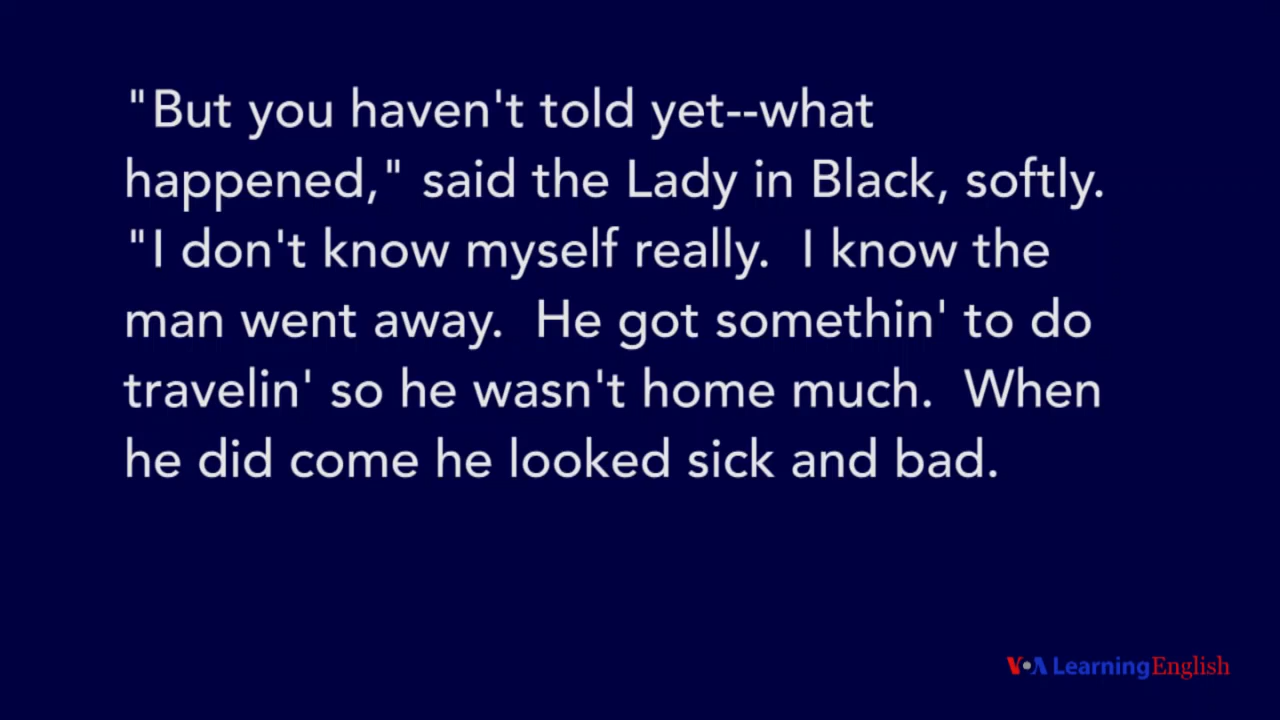 "But you haven't told yet--what
happened," said the Lady in Black, softly.
"I don't know myself really.  I know the
man went away.  He got somethin' to do
travelin' so he wasn't home much.  When
he did come he looked sick and bad.
VOA Learning English